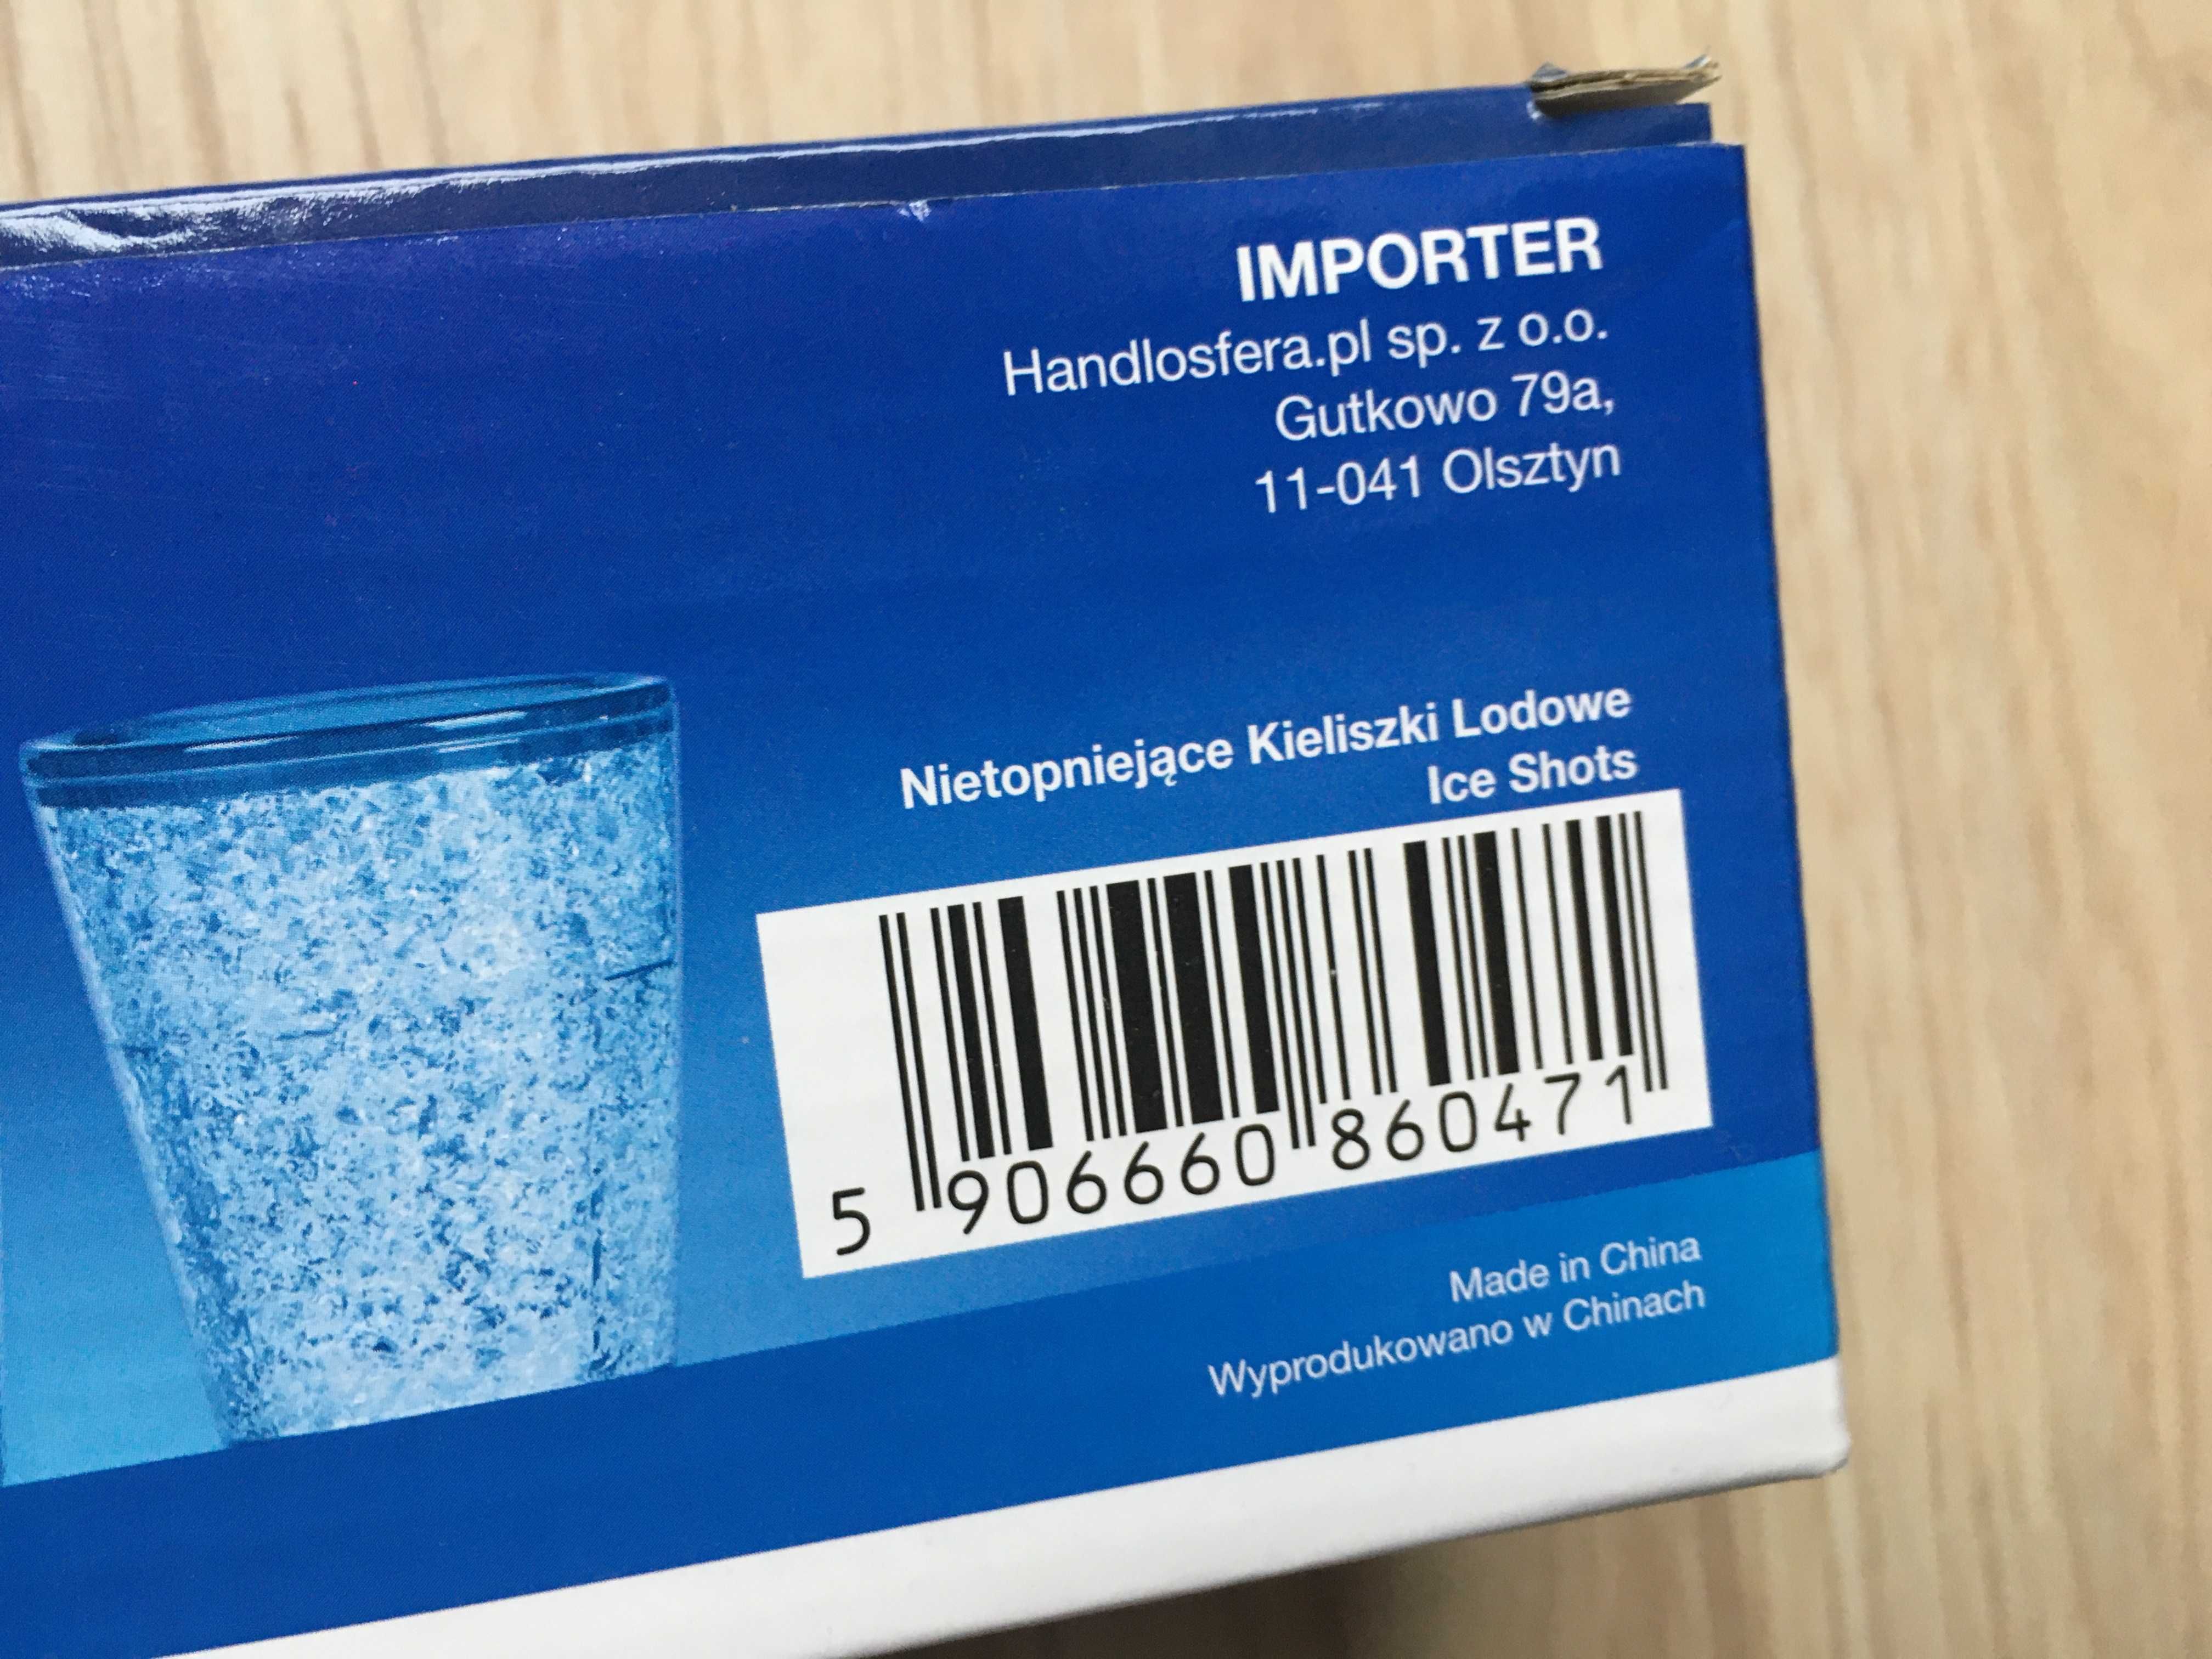 IMPORTER
Handlosfera.pl sp. z o.o.
Gutkowo 79a,
11-041 Olsztyn
Nietopniejące Kieliszki Lodowe
Ice Shots
5 906660 860471
Made in China
Wyprodukowano w Chinach